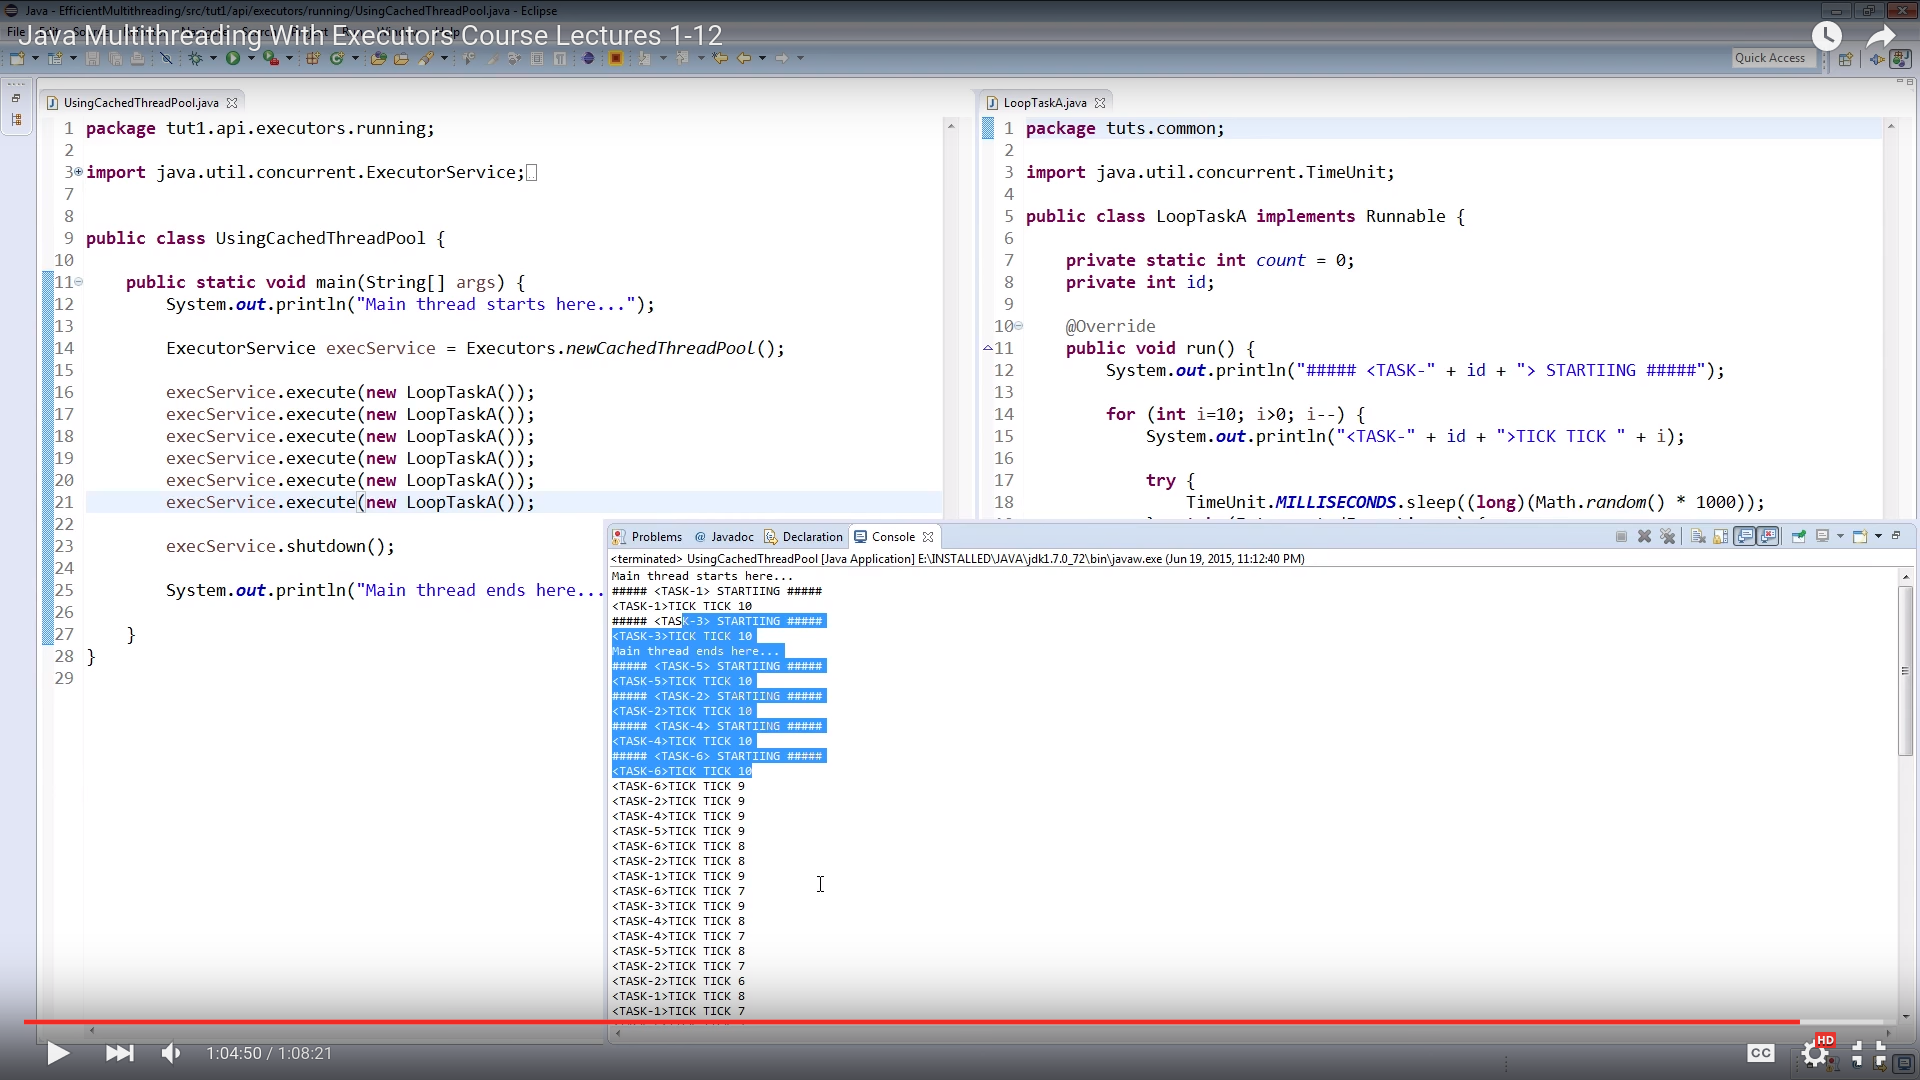 Java - EfficientMultithreading/src/tut1/api/executors/running/UsingCachedThreadPool.java - Eclipse
File
Java Multithreading With Executors Course Lectures 1-12
Quick Access
UsingCachedThreadPool.java
1 package tut1.api.executors.running;
2
3 import java.util.concurrent.ExecutorService;
7
8
9 public class UsingCachedThreadPool {
10
11 public static void main(String[] args) {
12 System.out.println("Main thread starts here...");
13
14 ExecutorService execService = Executors.newCachedThreadPool();
15
16 execService.execute(new LoopTaskA());
17 execService.execute(new LoopTaskA());
18 execService.execute(new LoopTaskA());
19 execService.execute(new LoopTaskA());
20 execService.execute(new LoopTaskA());
21 execService.execute(new LoopTaskA());
22
23 execService.shutdown();
24
25 System.out.println("Main thread ends here...
26
27 }
28 }
29
LoopTaskA.java
1 package tuts.common;
2
3 import java.util.concurrent.TimeUnit;
4
5 public class LoopTaskA implements Runnable {
6
7 private static int count = 0;
8 private int id;
9
10 @Override
11 public void run() {
12 System.out.println("##### <TASK-" + id + "> STARTIING #####");
13
14 for (int i=10; i>0; i--) {
15 System.out.println("<TASK-" + id + ">TICK TICK " + i);
16
17 try {
18 TimeUnit.MILLISECONDS.sleep((long)(Math.random() * 1000));
Problems @ Javadoc Declaration Console
<terminated> UsingCachedThreadPool [Java Application] E:\INSTALLED\JAVA\jdk1.7.0_72\bin\javaw.exe (Jun 19, 2015, 11:12:40 PM)
Main thread starts here...
##### <TASK-1> STARTIING #####
<TASK-1>TICK TICK 10
##### <TASK-3> STARTIING #####
<TASK-3>TICK TICK 10
Main thread ends here...
##### <TASK-5> STARTIING #####
<TASK-5>TICK TICK 10
##### <TASK-2> STARTIING #####
<TASK-2>TICK TICK 10
##### <TASK-4> STARTIING #####
<TASK-4>TICK TICK 10
##### <TASK-6> STARTIING #####
<TASK-6>TICK TICK 10
<TASK-6>TICK TICK 9
<TASK-2>TICK TICK 9
<TASK-4>TICK TICK 9
<TASK-5>TICK TICK 9
<TASK-6>TICK TICK 8
<TASK-2>TICK TICK 8
<TASK-1>TICK TICK 9
<TASK-6>TICK TICK 7
<TASK-3>TICK TICK 9
<TASK-4>TICK TICK 8
<TASK-4>TICK TICK 7
<TASK-5>TICK TICK 8
<TASK-2>TICK TICK 7
<TASK-2>TICK TICK 6
<TASK-1>TICK TICK 8
<TASK-1>TICK TICK 7
1:04:50 / 1:08:21
CC
HD